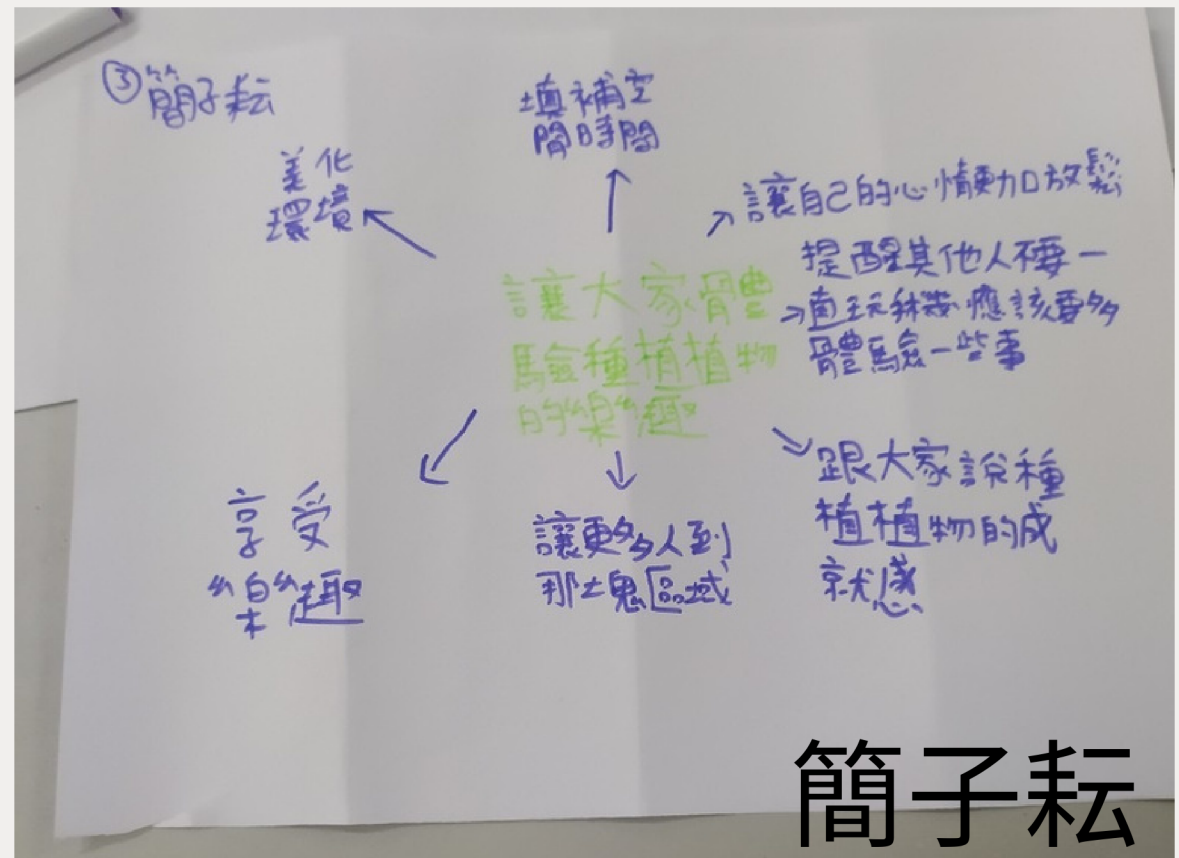 ③簡子耘
填補空
閒時間
美化
環境
讓自己的心情更加放鬆
提醒其他人不要一
直玩手機應該要多
體驗一些事
讓大家體
驗種植植物
的樂趣
跟大家說種
植植物的成
就感
享受
樂趣
讓更多人到
那塊區域
簡子耘